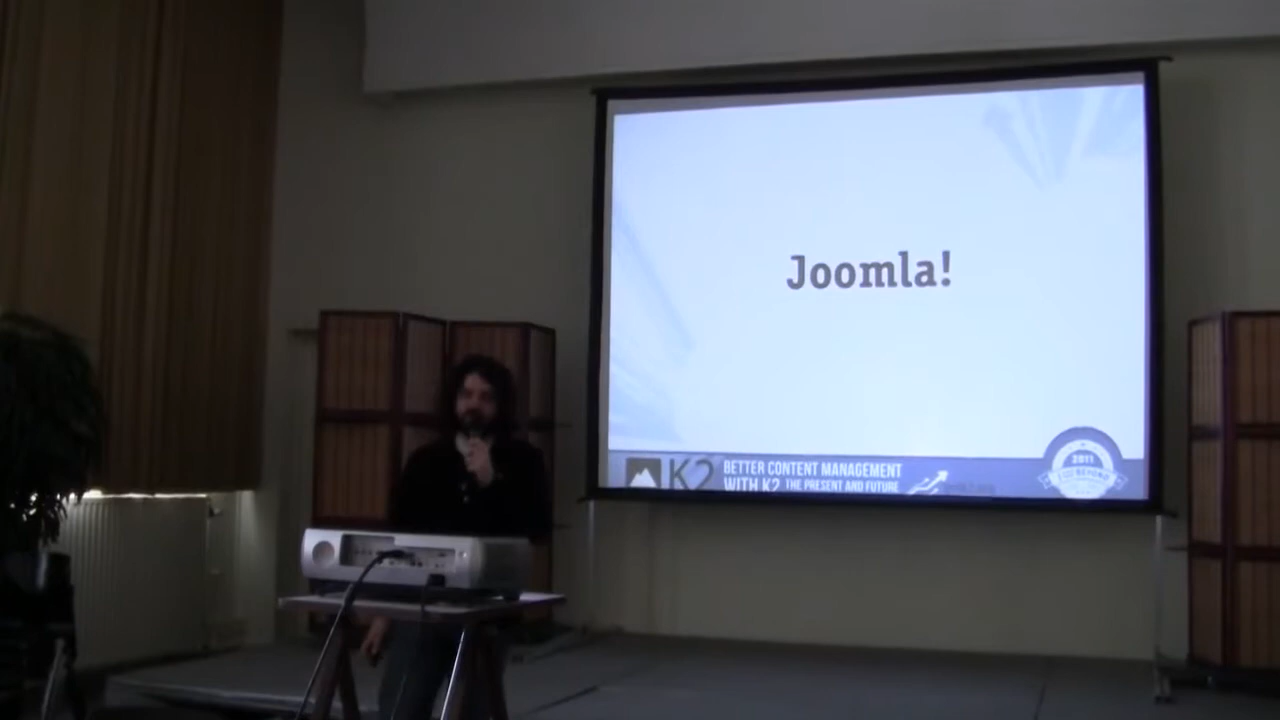 Joomla!
K2
BETTER CONTENT MANAGEMENT
WITH K2 THE PRESENT AND FUTURE
2011